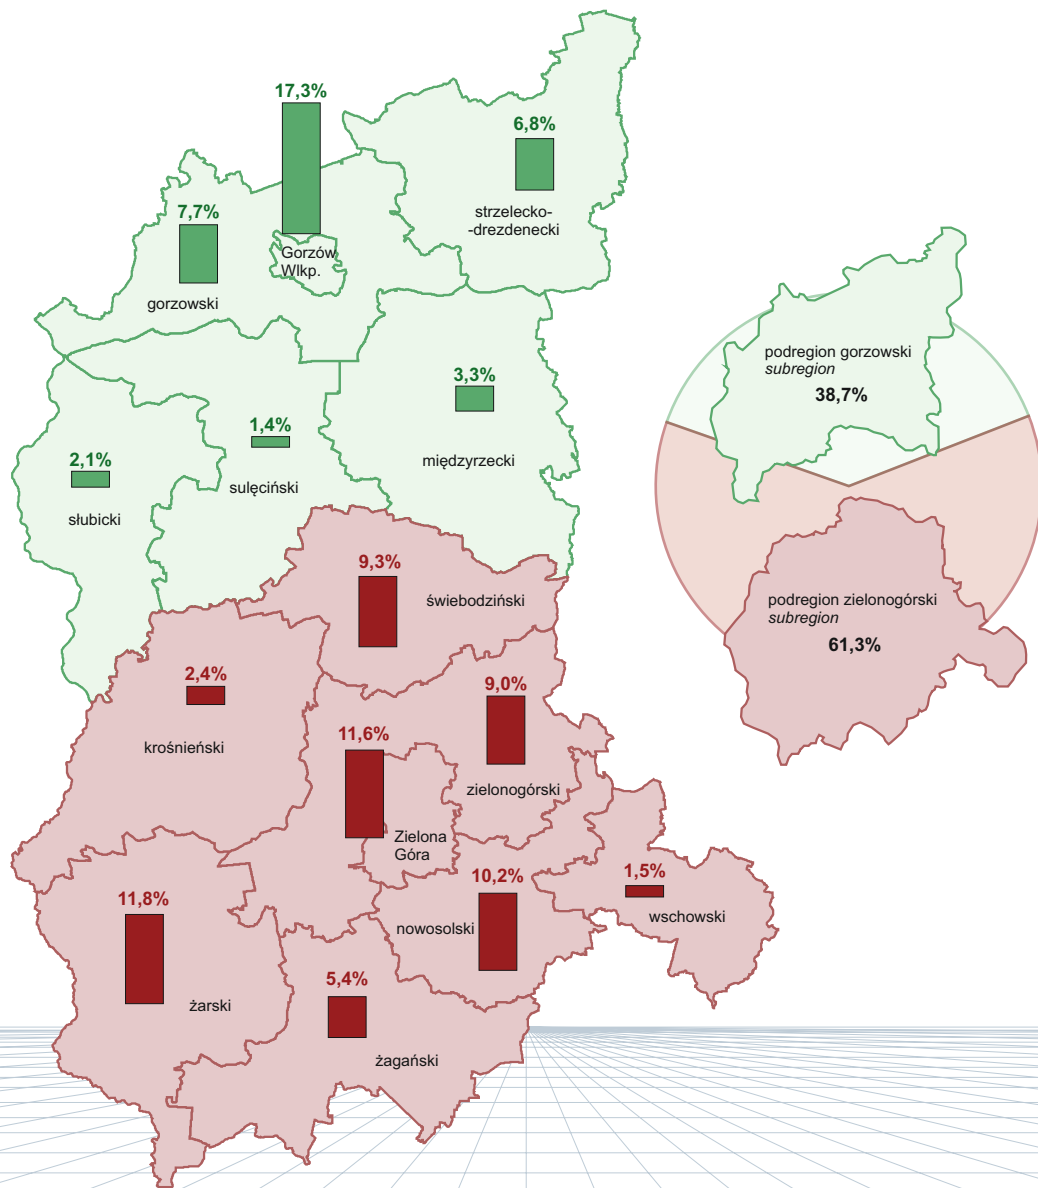 17,3%
6,8%
strzelecko-
-drezdenecki
7,7%
Gorzów
Wlkp.
gorzowski
3,3%
międzyrzecki
1,4%
sulęciński
2,1%
słubicki
podregion gorzowski
subregion
38,7%
9,3%
świebodziński
podregion zielonogórski
subregion
61,3%
2,4%
krośnieński
9,0%
zielonogórski
11,6%
Zielona
Góra
1,5%
wschowski
10,2%
nowosolski
11,8%
żarski
5,4%
żagański